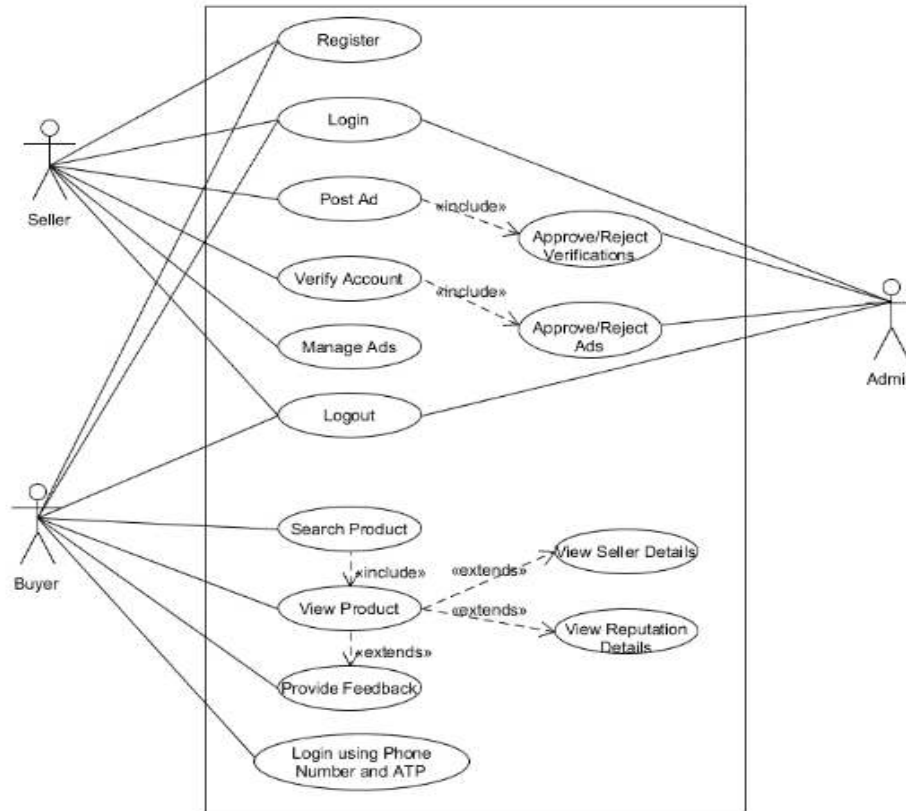 Register
Login
Seller
Post Ad
«include»
Approve/Reject
Verifications
Verify Account
«include»
Approve/Reject
Ads
Manage Ads
Admi
Logout
Search Product
View Seller Details
«include»
«extends»
Buyer
View Product
«extends»
View Reputation
Details
«extends»
Provide Feedback
Login using Phone
Number and ATP